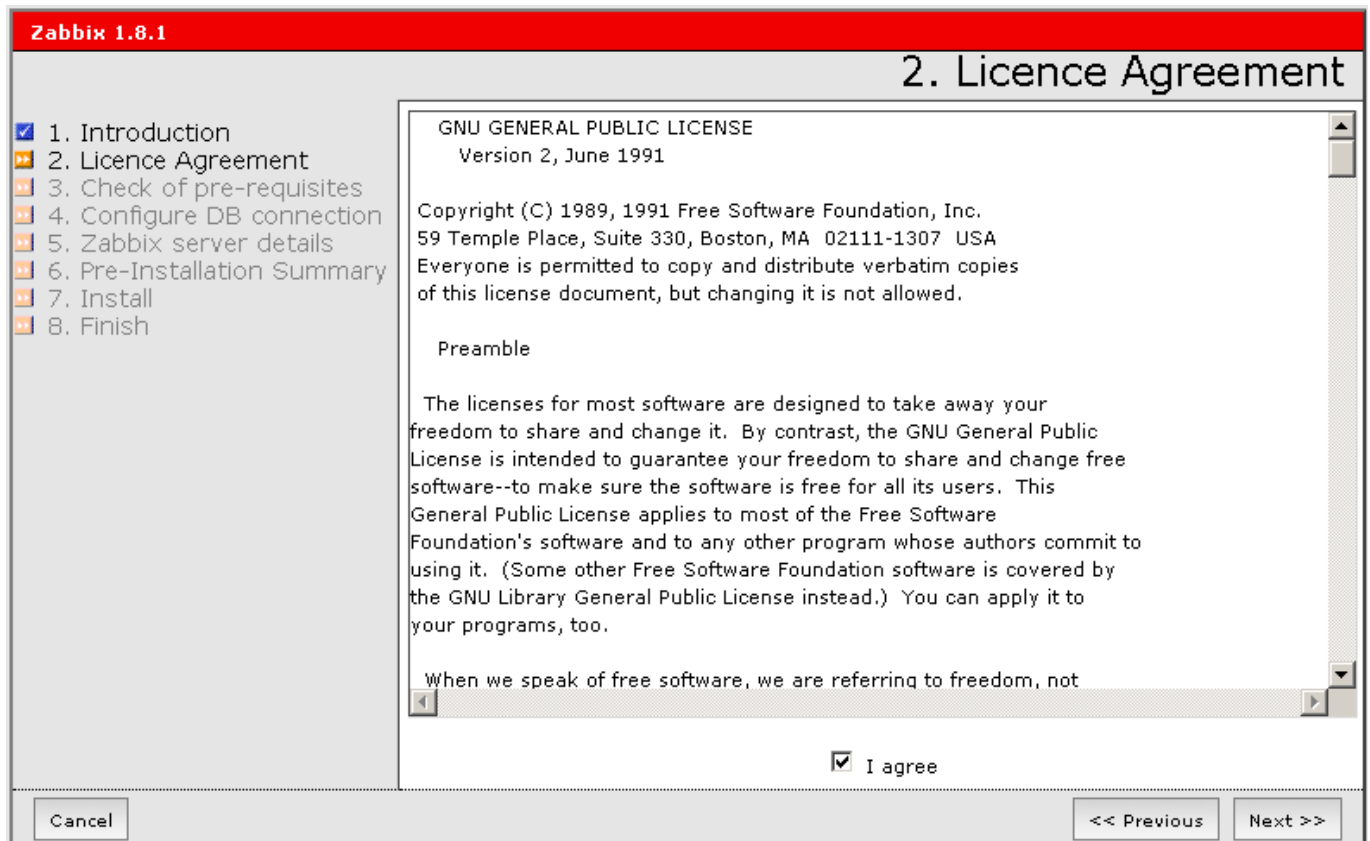 Zabbix 1.8.1
2. Licence Agreement
1. Introduction
2. Licence Agreement
3. Check of pre-requisites
4. Configure DB connection
5. Zabbix server details
6. Pre-Installation Summary
7. Install
8. Finish
GNU GENERAL PUBLIC LICENSE
Version 2, June 1991
Copyright (C) 1989, 1991 Free Software Foundation, Inc.
59 Temple Place, Suite 330, Boston, MA  02111-1307  USA
Everyone is permitted to copy and distribute verbatim copies
of this license document, but changing it is not allowed.
Preamble
The licenses for most software are designed to take away your
freedom to share and change it.  By contrast, the GNU General Public
License is intended to guarantee your freedom to share and change free
software--to make sure the software is free for all its users.  This
General Public License applies to most of the Free Software
Foundation's software and to any other program whose authors commit to
using it.  (Some other Free Software Foundation software is covered by
the GNU Library General Public License instead.)  You can apply it to
your programs, too.
When we speak of free software, we are referring to freedom, not
I agree
Cancel
<< Previous
Next >>